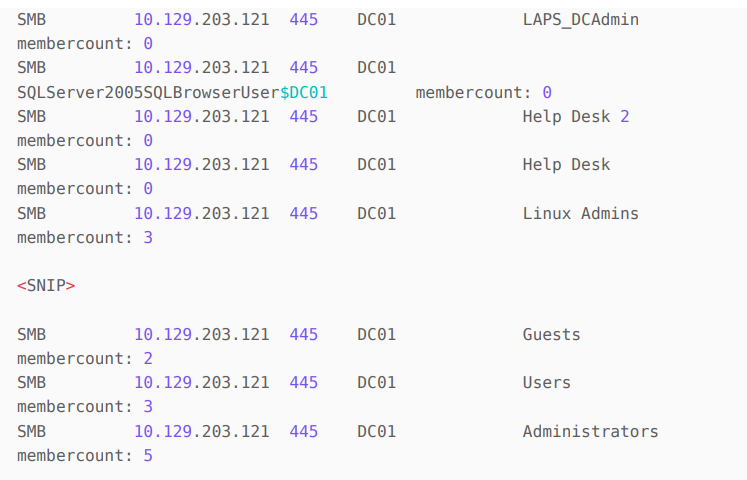 SMB 10.129.203.121 445 DC01 LAPS_DCAdmin
membercount: 0
SMB 10.129.203.121 445 DC01
SQLServer2005SQLBrowserUser$DC01 membercount: 0
SMB 10.129.203.121 445 DC01 Help Desk 2
membercount: 0
SMB 10.129.203.121 445 DC01 Help Desk
membercount: 0
SMB 10.129.203.121 445 DC01 Linux Admins
membercount: 3
<SNIP>
SMB 10.129.203.121 445 DC01 Guests
membercount: 2
SMB 10.129.203.121 445 DC01 Users
membercount: 3
SMB 10.129.203.121 445 DC01 Administrators
membercount: 5